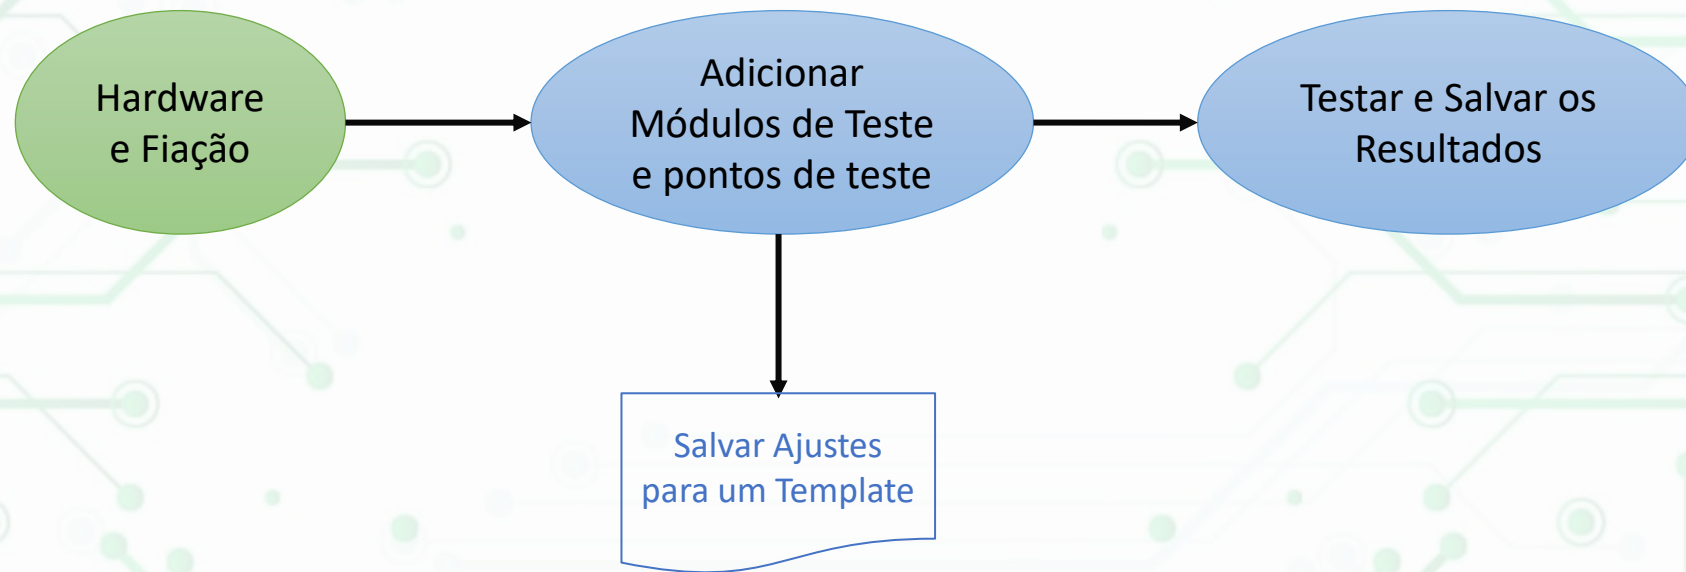 Hardware
e Fiação
Adicionar
Módulos de Teste
e pontos de teste
Testar e Salvar os
Resultados
Salvar Ajustes
para um Template